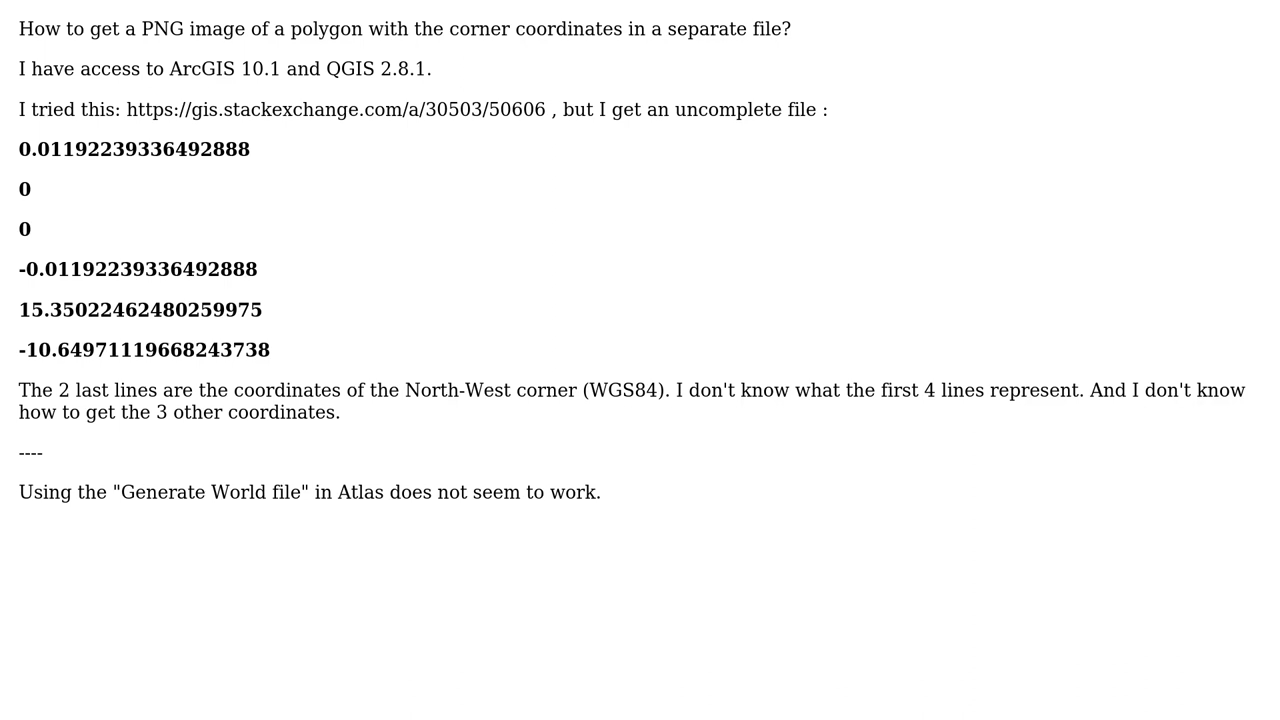 How to get a PNG image of a polygon with the corner coordinates in a separate file?
I have access to ArcGIS 10.1 and QGIS 2.8.1.
I tried this: https://gis.stackexchange.com/a/30503/50606 , but I get an uncomplete file :
0.01192239336492888
0
0
-0.01192239336492888
15.35022462480259975
-10.64971119668243738
The 2 last lines are the coordinates of the North-West corner (WGS84). I don't know what the first 4 lines represent. And I don't know
how to get the 3 other coordinates.
----
Using the "Generate World file" in Atlas does not seem to work.